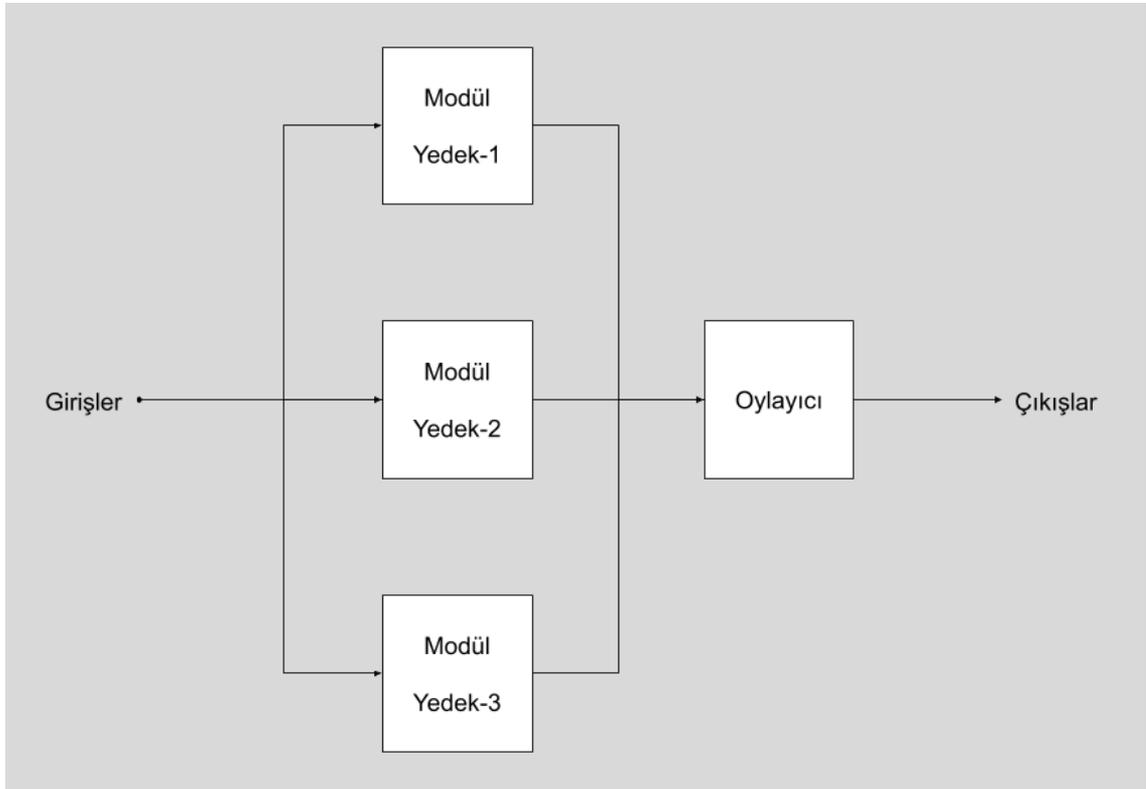 Modül
Yedek-1
Girişler
Modül
Yedek-2
Oylayıcı
Çıkışlar
Modül
Yedek-3